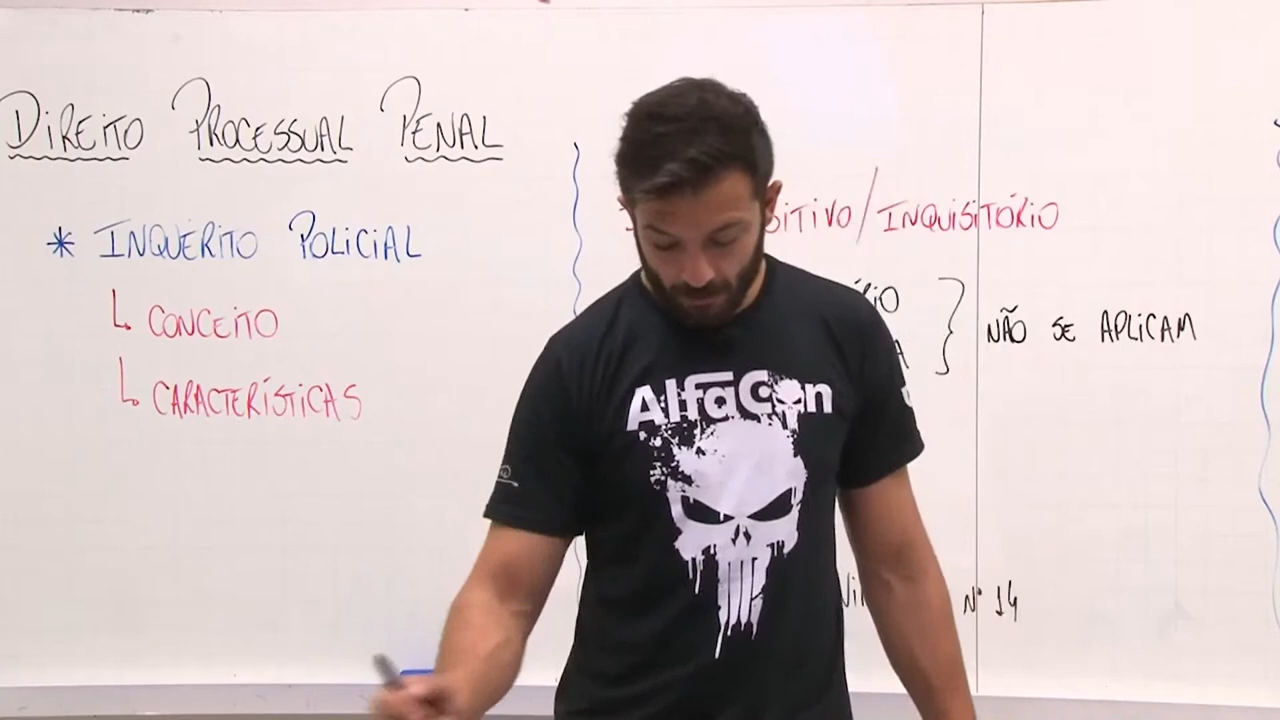 DIREITO PROCESSUAL PENAL
* INQUÉRITO POLICIAL
↳ CONCEITO
↳ CARACTERÍSTICAS
SITIVO/INQUISITÓRIO
NÃO SE APLICAM
Nº 14
AlfaCon